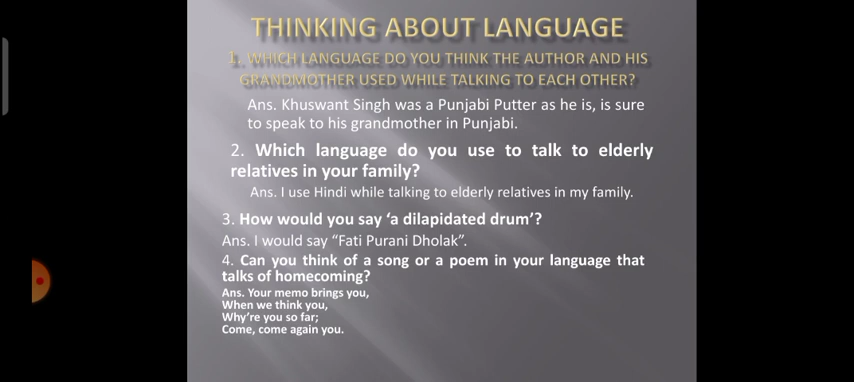 THINKING ABOUT LANGUAGE
1. WHICH LANGUAGE DO YOU THINK THE AUTHOR AND HIS
GRANDMOTHER USED WHILE TALKING TO EACH OTHER?
Ans. Khuswant Singh was a Punjabi Putter as he is, is sure
to speak to his grandmother in Punjabi.
2. Which language do you use to talk to elderly
relatives in your family?
Ans. I use Hindi while talking to elderly relatives in my family.
3. How would you say ‘a dilapidated drum’?
Ans. I would say “Fati Purani Dholak”.
4. Can you think of a song or a poem in your language that
talks of homecoming?
Ans. Your memo brings you,
When we think you,
Why’re you so far;
Come, come again you.